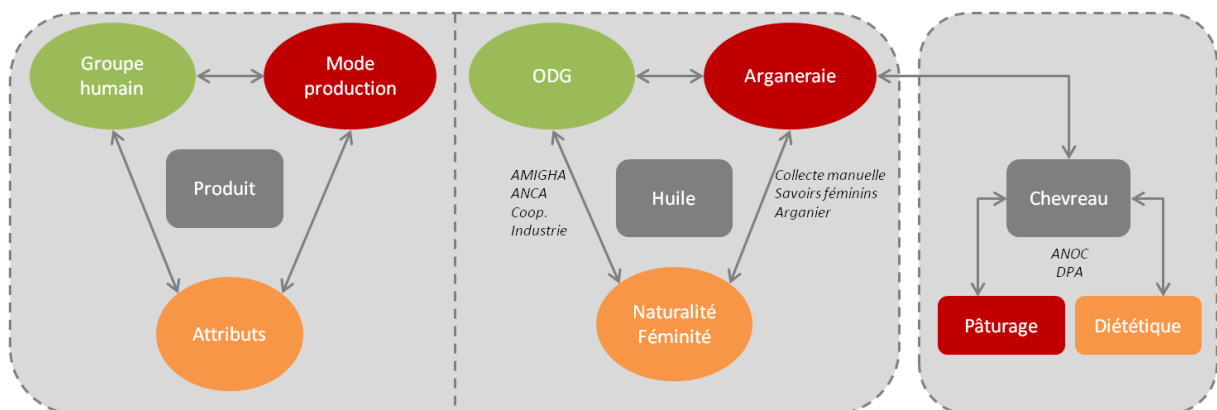 Groupe
humain
Mode
production
Produit
Attributs
ODG
Arganeraie
AMIGHA
ANCA
Coop.
Industrie
Huile
Collecte manuelle
Savoirs féminins
Arganier
Naturalité
Féminité
Chevreau
ANOC
DPA
Pâturage
Diététique